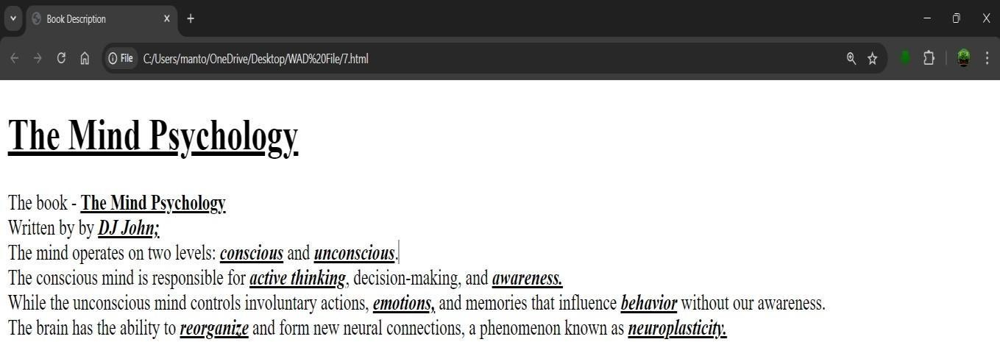 Book Description
File C:/Users/manto/OneDrive/Desktop/WAD%20File/7.html
The Mind Psychology
The book - The Mind Psychology
Written by by DJ John;
The mind operates on two levels: conscious and unconscious.
The conscious mind is responsible for active thinking, decision-making, and awareness.
While the unconscious mind controls involuntary actions, emotions, and memories that influence behavior without our awareness.
The brain has the ability to reorganize and form new neural connections, a phenomenon known as neuroplasticity.